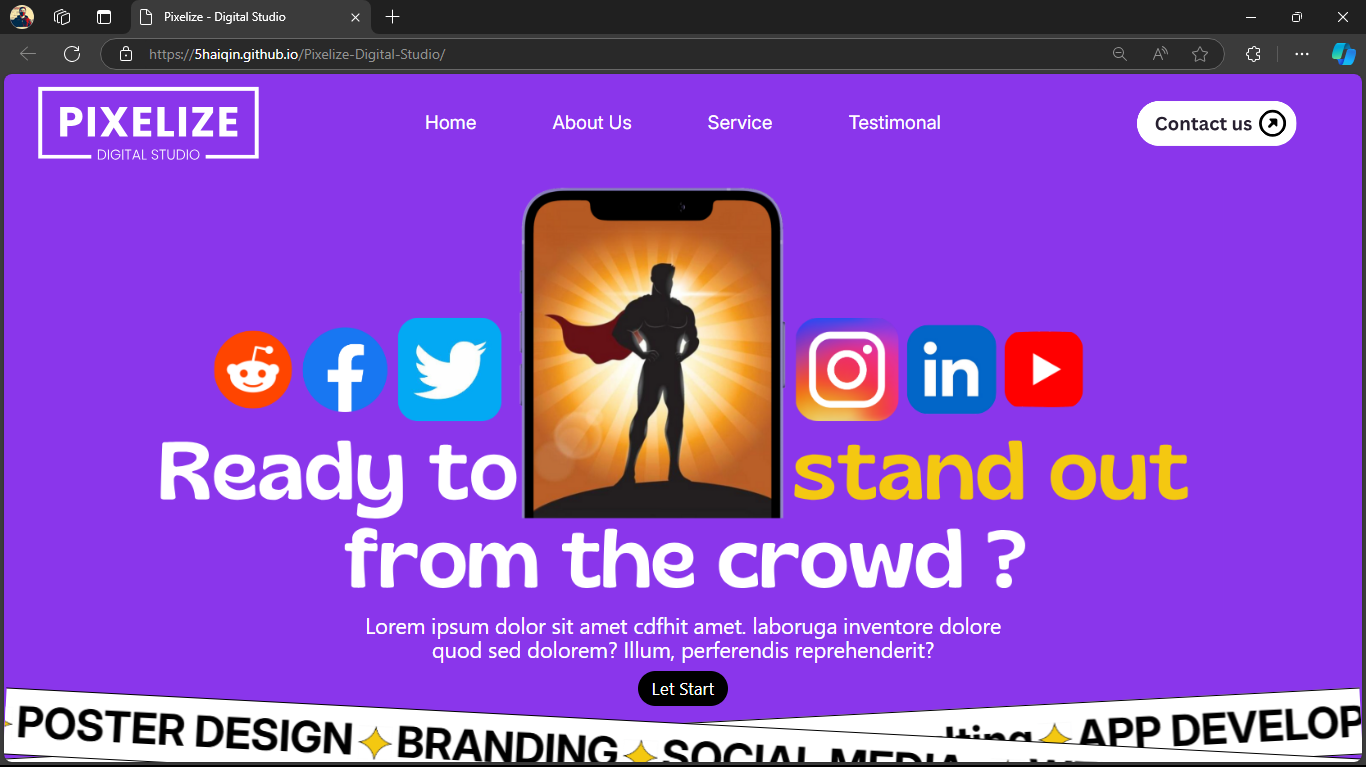 Pixelize - Digital Studio
https://5haiqin.github.io/Pixelize-Digital-Studio/
PIXELIZE
DIGITAL STUDIO
Home
About Us
Service
Testimonal
Contact us
Ready to stand out
from the crowd ?
Lorem ipsum dolor sit amet cdfhit amet. laboruga inventore dolore
quod sed dolorem? Illum, perferendis reprehenderit?
Let Start
POSTER DESIGN BRANDING SOCIAL MEDIA
APP DEVELOP